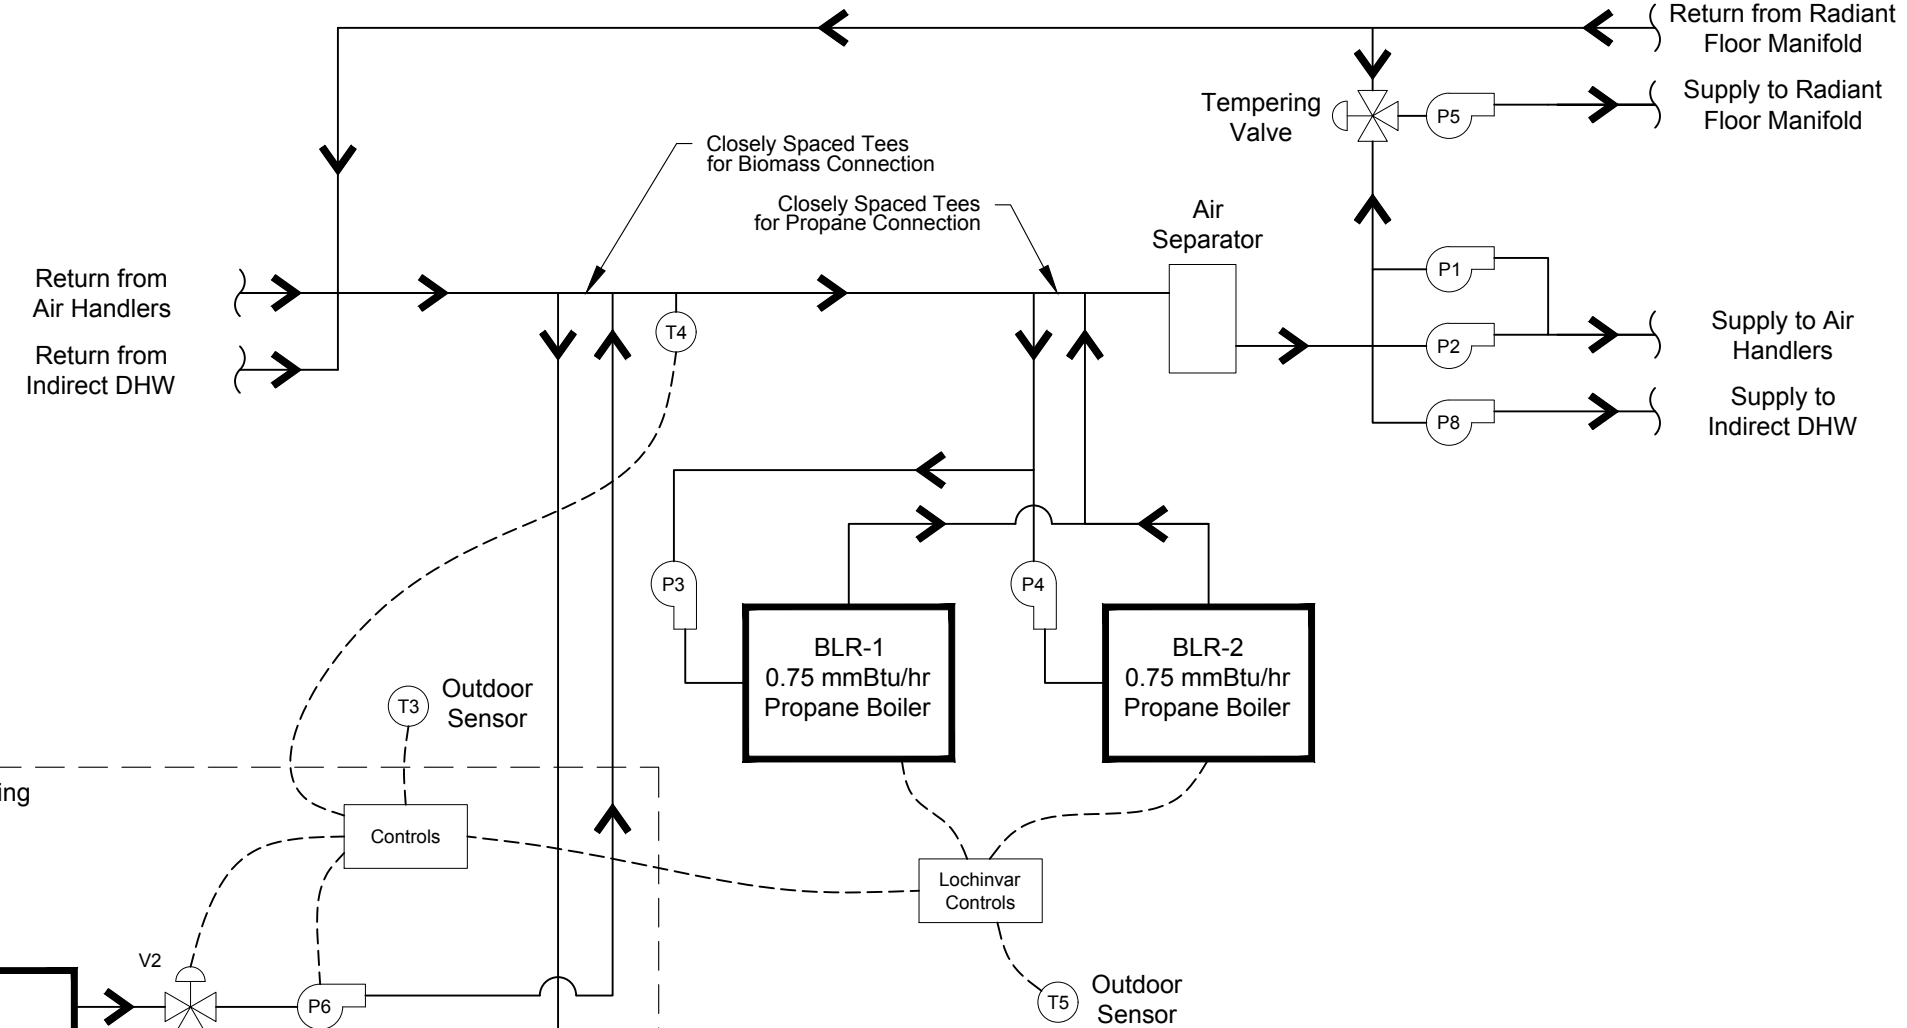 Return from Radiant
Floor Manifold
Supply to Radiant
Floor Manifold
Tempering
Valve
P5
Closely Spaced Tees
for Biomass Connection
Closely Spaced Tees
for Propane Connection
Air
Separator
P1
Return from
Air Handlers
T4
P2
Supply to Air
Handlers
Return from
Indirect DHW
P8
Supply to
Indirect DHW
P3
P4
BLR-1
0.75 mmBtu/hr
Propane Boiler
BLR-2
0.75 mmBtu/hr
Propane Boiler
T3
Outdoor
Sensor
Controls
Lochinvar
Controls
V2
P6
T5
Outdoor
Sensor